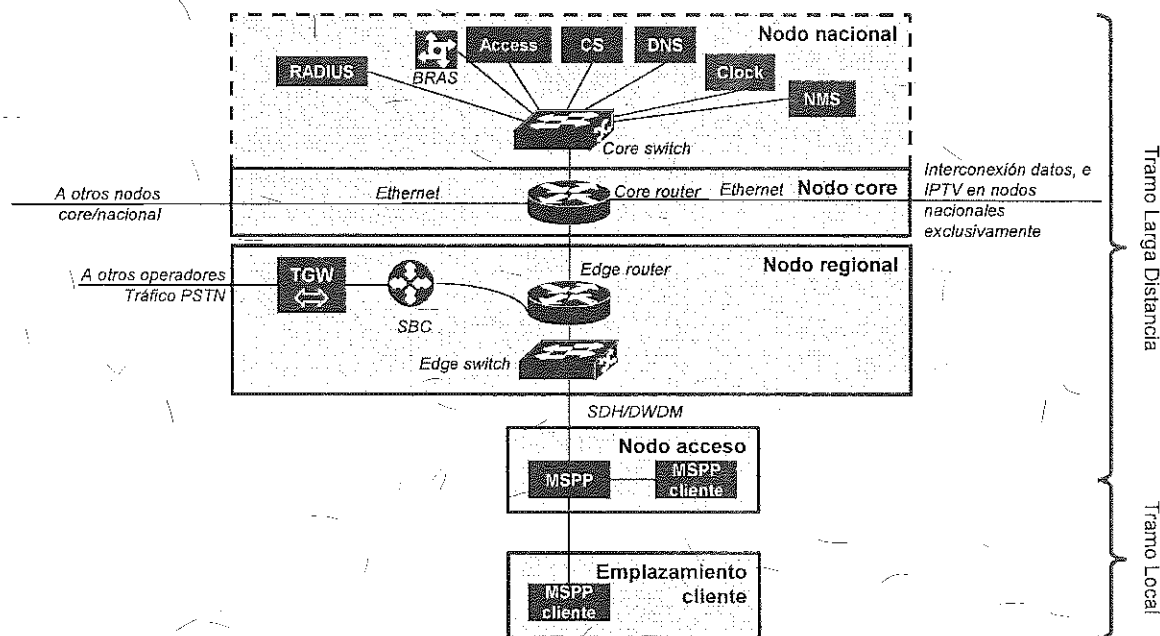 Nodo nacional
Access
CS
DNS
RADIUS
BRAS
Clock
NMS
Core switch
A otros nodos
core/nacional
Ethernet
Core router
Ethernet
Nodo core
Interconexión datos, e
IPTV en nodos
nacionales
exclusivamente
A otros operadores
Tráfico PSTN
TGW
SBC
Edge router
Nodo regional
Edge switch
SDH/DWDM
Nodo acceso
MSPP
MSPP
cliente
Emplazamiento
cliente
MSPP
cliente
Tramo Larga Distancia
Tramo Local